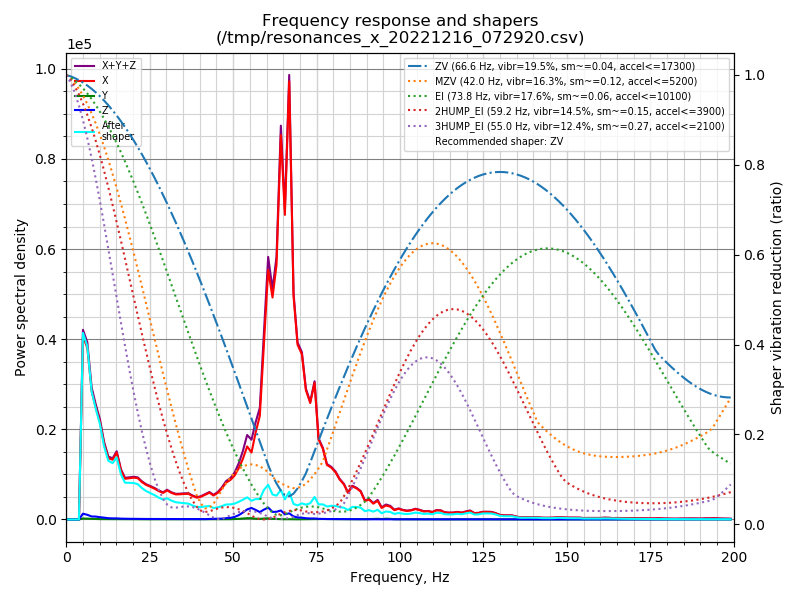 Frequency response and shapers
(/tmp/resonances_x_20221216_072920.csv)
1e5
X+Y+Z
X
Y
Z
After
shaper
ZV (66.6 Hz, vibr=19.5%, sm~=0.04, accel<=17300)
MZV (42.0 Hz, vibr=16.3%, sm~=0.12, accel<=5200)
EI (73.8 Hz, vibr=17.6%, sm~=0.06, accel<=10100)
2HUMP_EI (59.2 Hz, vibr=14.5%, sm~=0.15, accel<=3900)
3HUMP_EI (55.0 Hz, vibr=12.4%, sm~=0.27, accel<=2100)
Recommended shaper: ZV
Power spectral density
1.0
0.8
0.6
0.4
0.2
0.0
1.0
0.8
0.6
0.4
0.2
0.0
Shaper vibration reduction (ratio)
0 25 50 75 100 125 150 175 200
Frequency, Hz